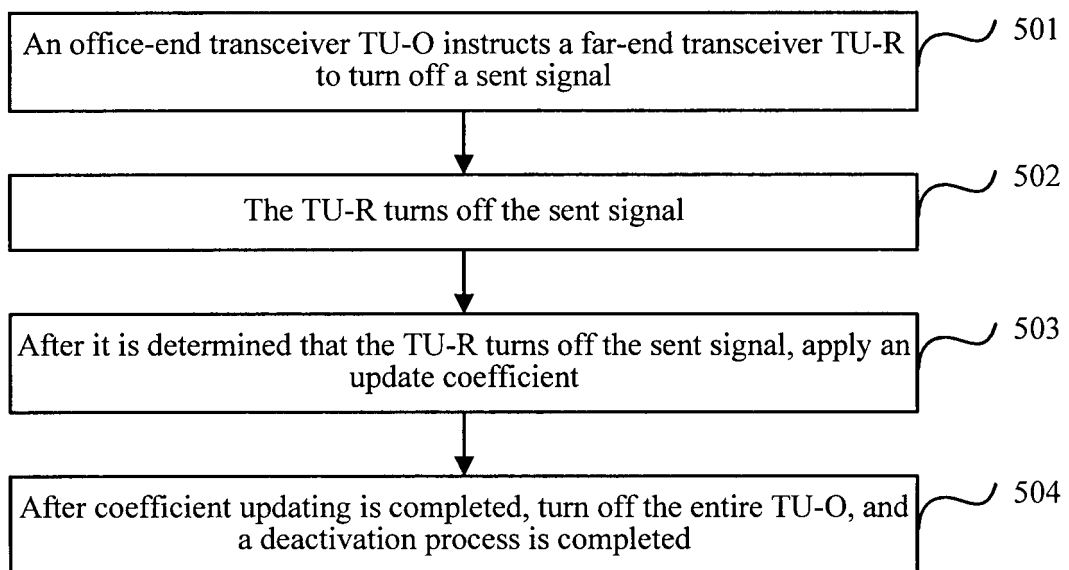 An office-end transceiver TU-O instructs a far-end transceiver TU-R
to turn off a sent signal
501
The TU-R turns off the sent signal
502
After it is determined that the TU-R turns off the sent signal, apply an
update coefficient
503
After coefficient updating is completed, turn off the entire TU-O, and
a deactivation process is completed
504